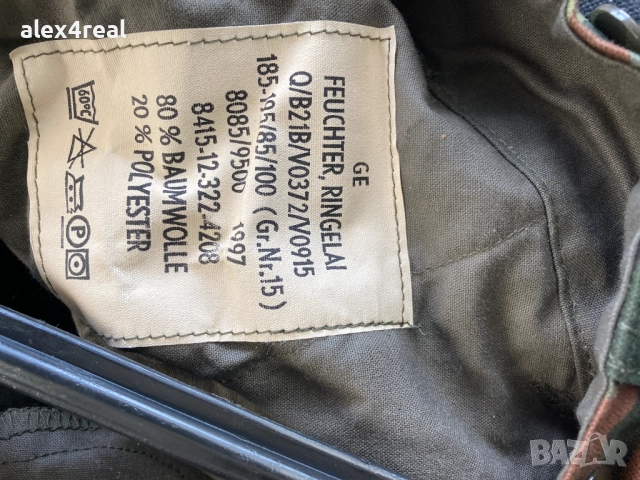 alex4real
GE
FEUCHTER, RINGELAI
Q/B21B/V0372/V0915
185-195/85/100 (Gr.Nr.15)
8085/9500 1997
8415-12-322-4208
80 % BAUMWOLLE
20 % POLYESTER
60°C
P
BAZAR